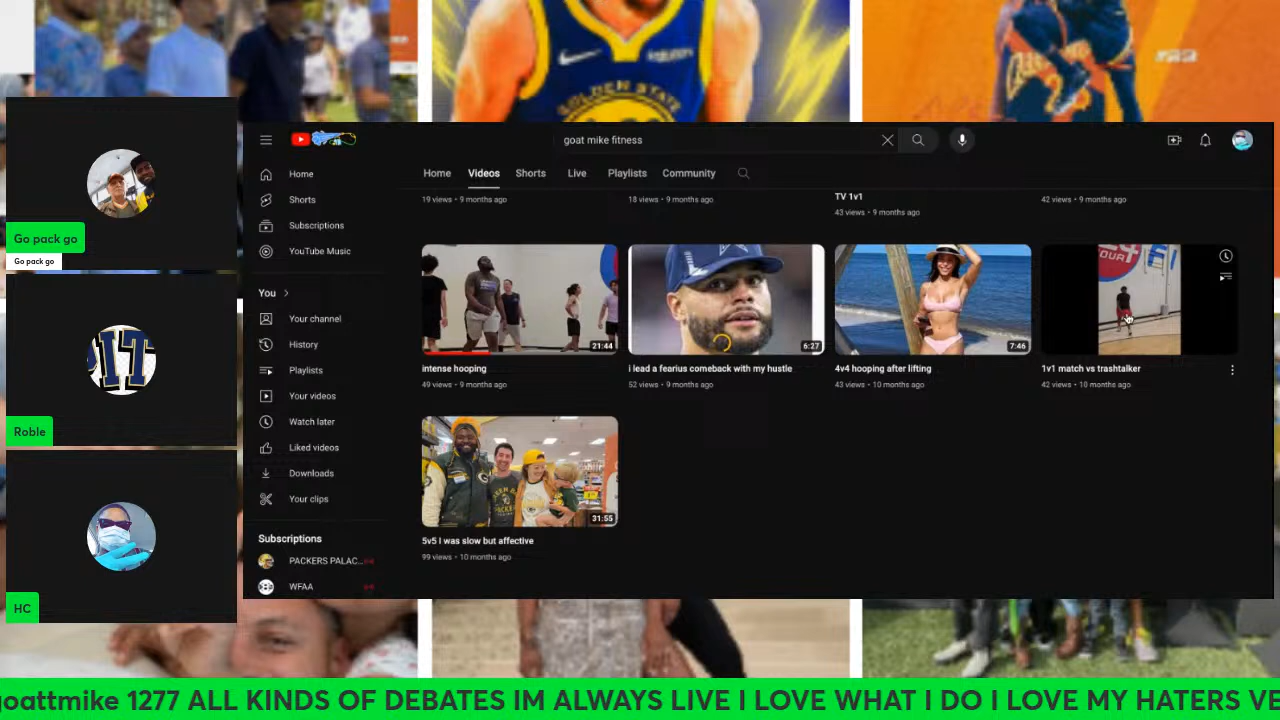 GOLDEN STATE
Go pack go
Go pack go
Roble
HC
goat mike fitness
Home
Shorts
Subscriptions
YouTube Music
You
Your channel
History
Playlists
Your videos
Watch later
Liked videos
Downloads
Your clips
Subscriptions
PACKERS PALAC...
WFAA
Home Videos Shorts Live Playlists Community
19 views • 9 months ago
18 views • 9 months ago
TV 1v1
43 views • 9 months ago
42 views • 9 months ago
21:44
intense hooping
49 views • 9 months ago
6:27
i lead a fearius comeback with my hustle
52 views • 9 months ago
7:46
4v4 hooping after lifting
43 views • 10 months ago
1v1 match vs trashtalker
42 views • 10 months ago
31:55
5v5 I was slow but affective
99 views • 10 months ago
goattmike 1277 ALL KINDS OF DEBATES IM ALWAYS LIVE I LOVE WHAT I DO I LOVE MY HATERS VE